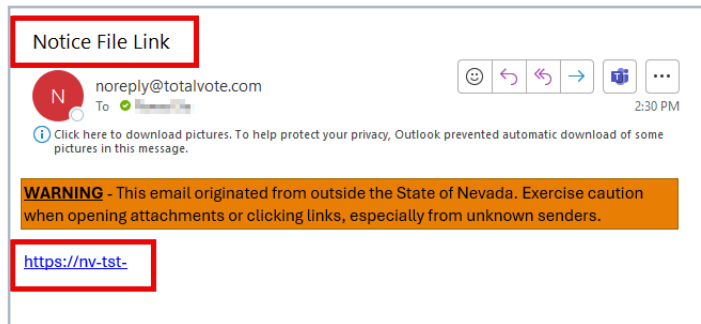 Notice File Link
N
noreply@totalvote.com
To
2:30 PM
Click here to download pictures. To help protect your privacy, Outlook prevented automatic download of some
pictures in this message.
WARNING - This email originated from outside the State of Nevada. Exercise caution
when opening attachments or clicking links, especially from unknown senders.
https://nv-tst-